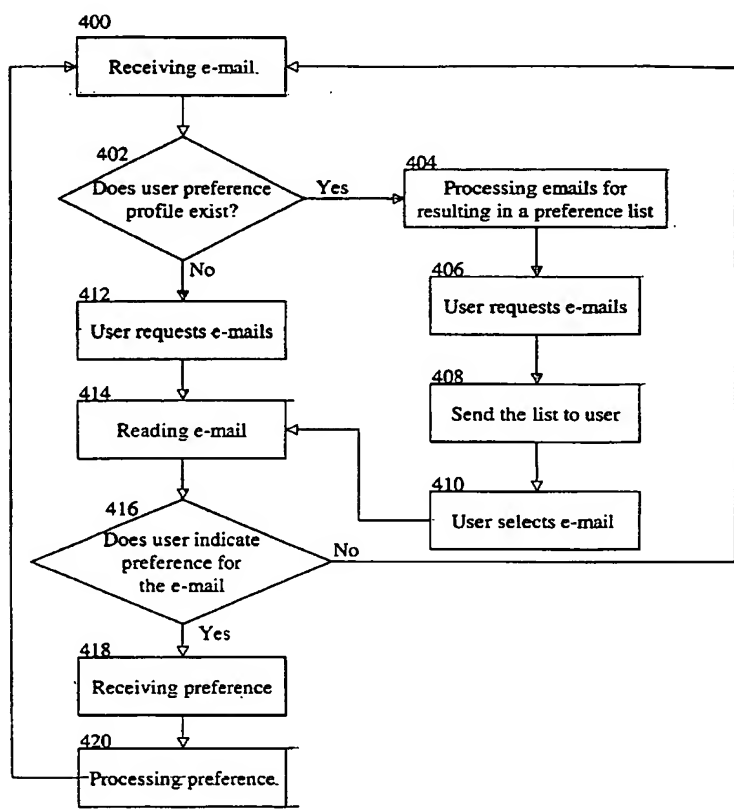 400
Receiving e-mail.
402
Does user preference
profile exist?
Yes
404
Processing emails for
resulting in a preference list
No
406
User requests e-mails
412
User requests e-mails
408
Send the list to user
414
Reading e-mail
410
User selects e-mail
416
Does user indicate
preference for
the e-mail
No
Yes
418
Receiving preference
420
Processing preference.